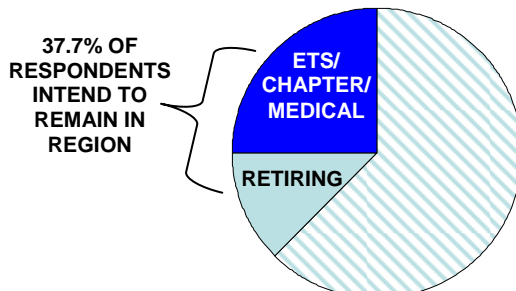 37.7% OF
RESPONDENTS
INTEND TO
REMAIN IN
REGION
ETS/
CHAPTER/
MEDICAL
RETIRING